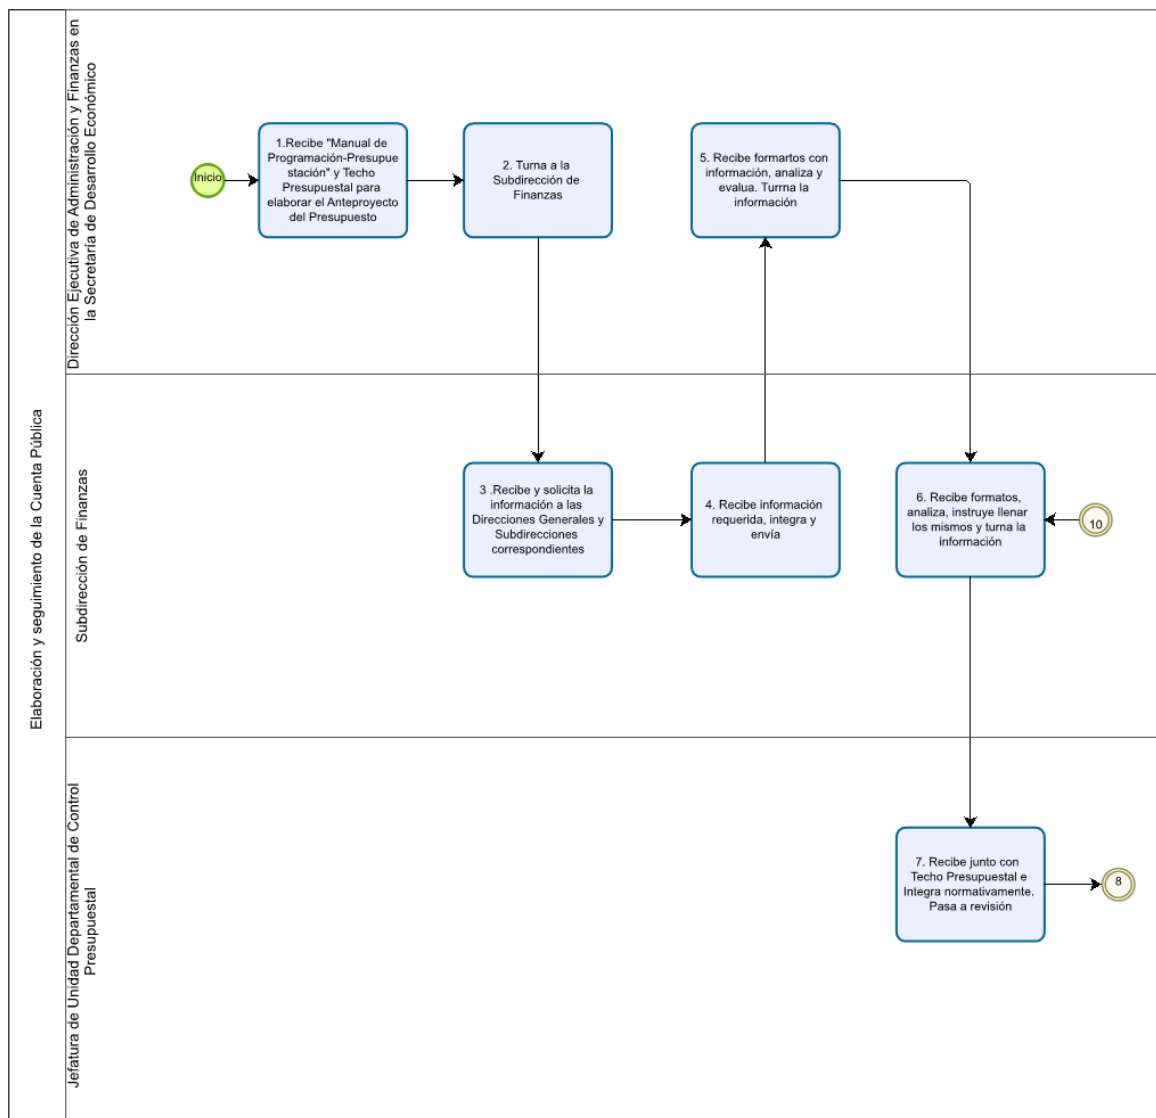 Elaboración y seguimiento de la Cuenta Pública
Dirección Ejecutiva de Administración y Finanzas en
la Secretaría de Desarrollo Económico
Inicio
1.Recibe "Manual de
Programación-Presupue
stación" y Techo
Presupuestal para
elaborar el Anteproyecto
del Presupuesto
2. Turna a la
Subdirección de
Finanzas
5. Recibe formartos con
información, analiza y
evalua. Turrna la
información
Subdirección de Finanzas
3 .Recibe y solicita la
información a las
Direcciones Generales y
Subdirecciones
correspondientes
4. Recibe información
requerida, integra y
envía
6. Recibe formatos,
analiza, instruye llenar
los mismos y turna la
información
10
Jefatura de Unidad Departamental de Control
Presupuestal
7. Recibe junto con
Techo Presupuestal e
Integra normativamente.
Pasa a revisión
8